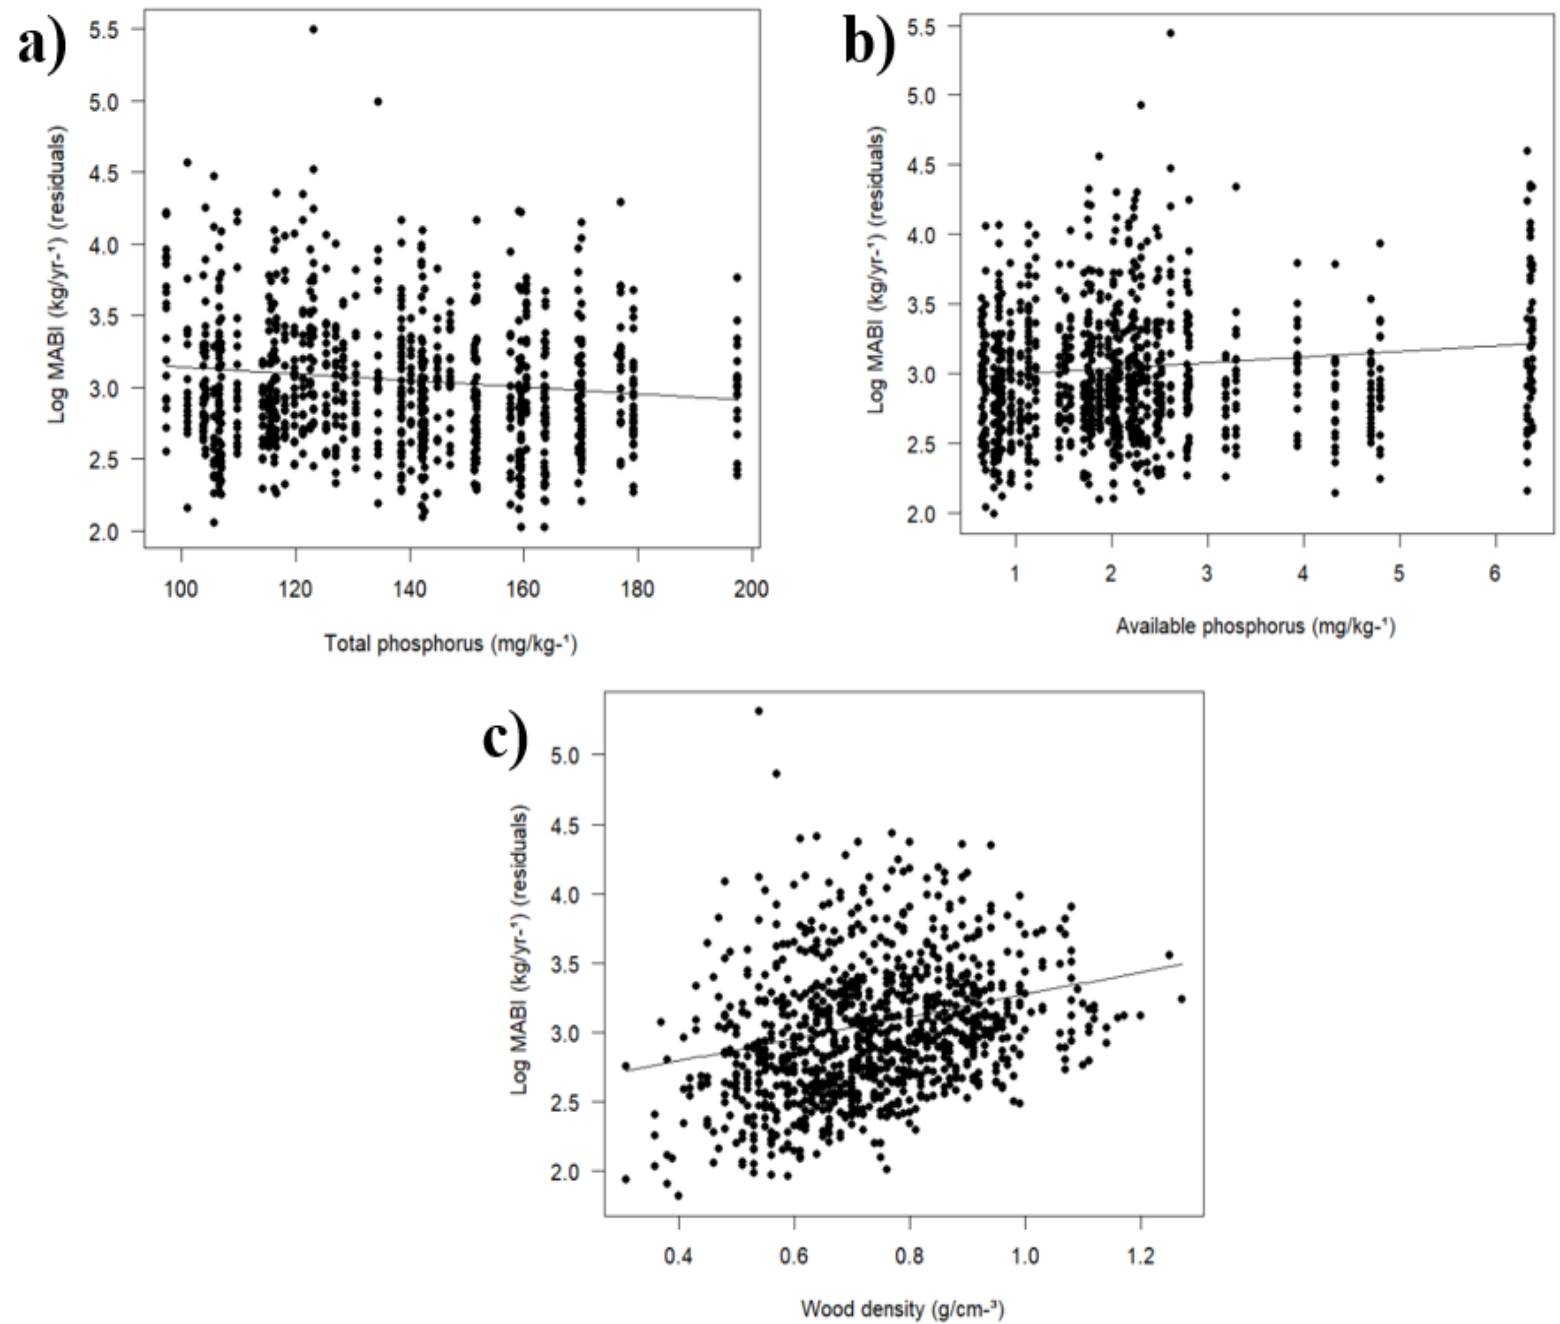 a)
5.5
5.0
4.5
4.0
3.5
3.0
2.5
2.0
Log MABI (kg/yr-¹) (residuals)
100 120 140 160 180 200
Total phosphorus (mg/kg-¹)
b)
5.5
5.0
4.5
4.0
3.5
3.0
2.5
2.0
Log MABI (kg/yr-¹) (residuals)
1 2 3 4 5 6
Available phosphorus (mg/kg-¹)
c)
5.0
4.5
4.0
3.5
3.0
2.5
2.0
Log MABI (kg/yr-¹) (residuals)
0.4 0.6 0.8 1.0 1.2
Wood density (g/cm-³)